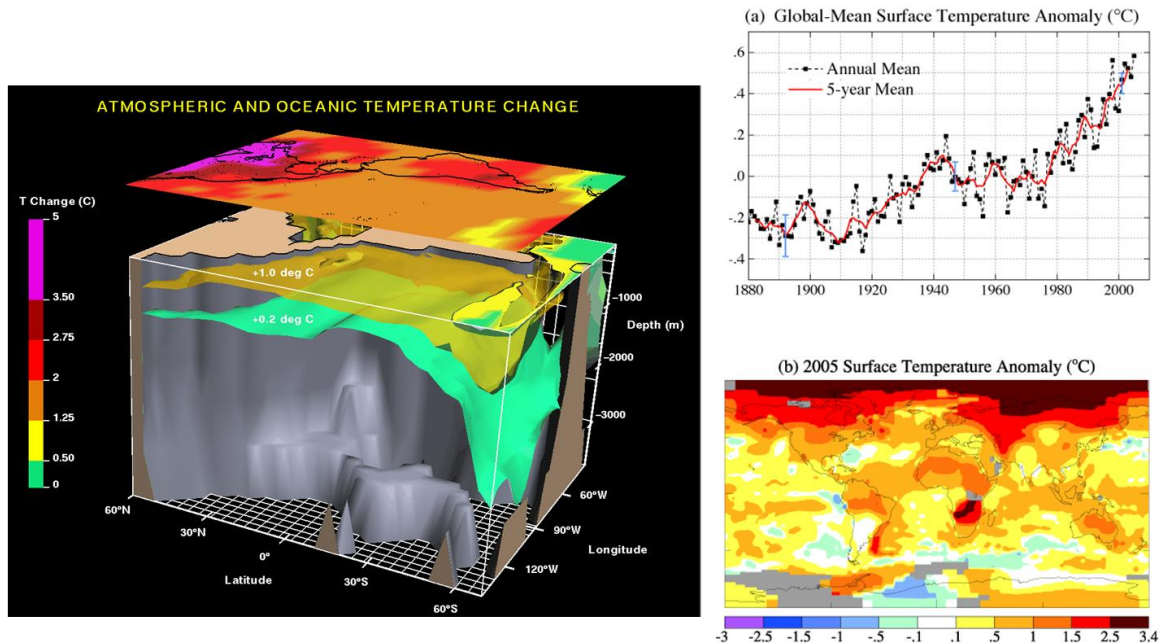 ATMOSPHERIC AND OCEANIC TEMPERATURE CHANGE
T Change (C)
5
3.50
2.75
2
1.25
0.50
0
+1.0 deg C
+0.2 deg C
Depth (m)
–1000
–2000
–3000
60°N
30°N
0°
30°S
60°S
Latitude
60°W
90°W
120°W
Longitude
(a) Global-Mean Surface Temperature Anomaly (°C)
Annual Mean
5-year Mean
.6
.4
.2
.0
-.2
-.4
1880 1900 1920 1940 1960 1980 2000
(b) 2005 Surface Temperature Anomaly (°C)
-3 -2.5 -1.5 -1 -.5 -.1 .1 .5 1 1.5 2.5 3.4